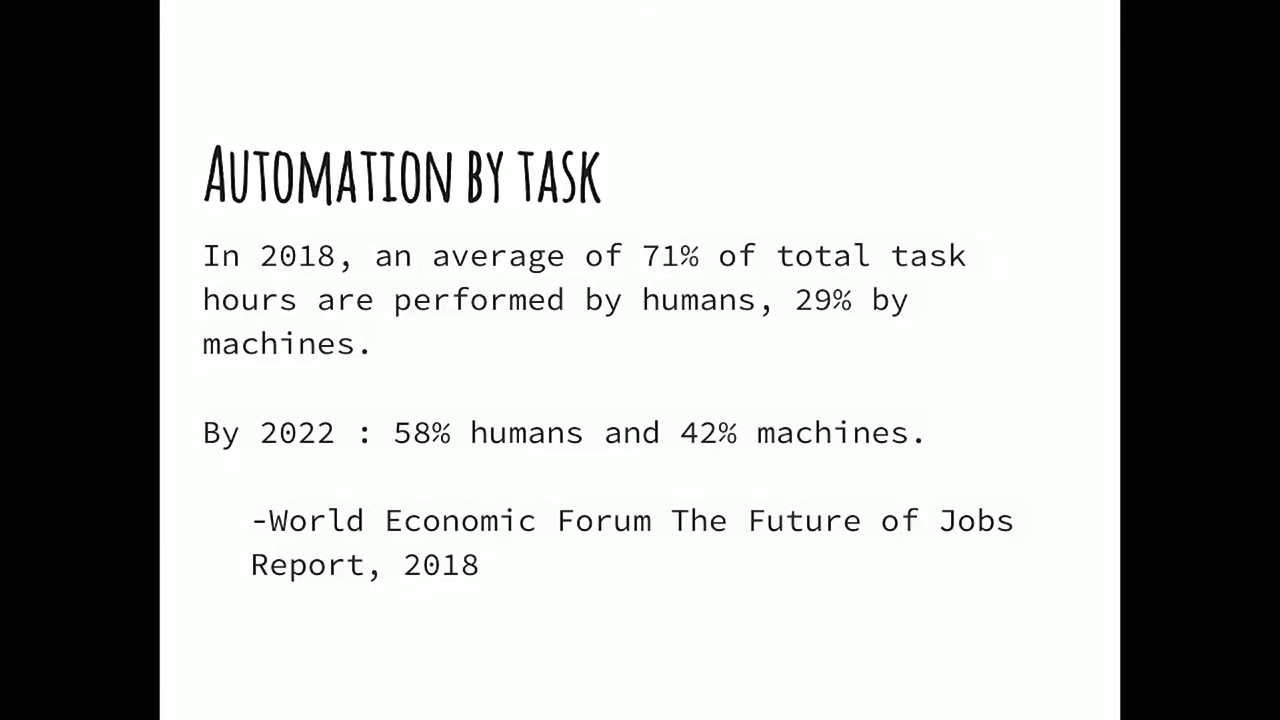 AUTOMATION BY TASK
In 2018, an average of 71% of total task
hours are performed by humans, 29% by
machines.
By 2022 : 58% humans and 42% machines.
-World Economic Forum The Future of Jobs
Report, 2018